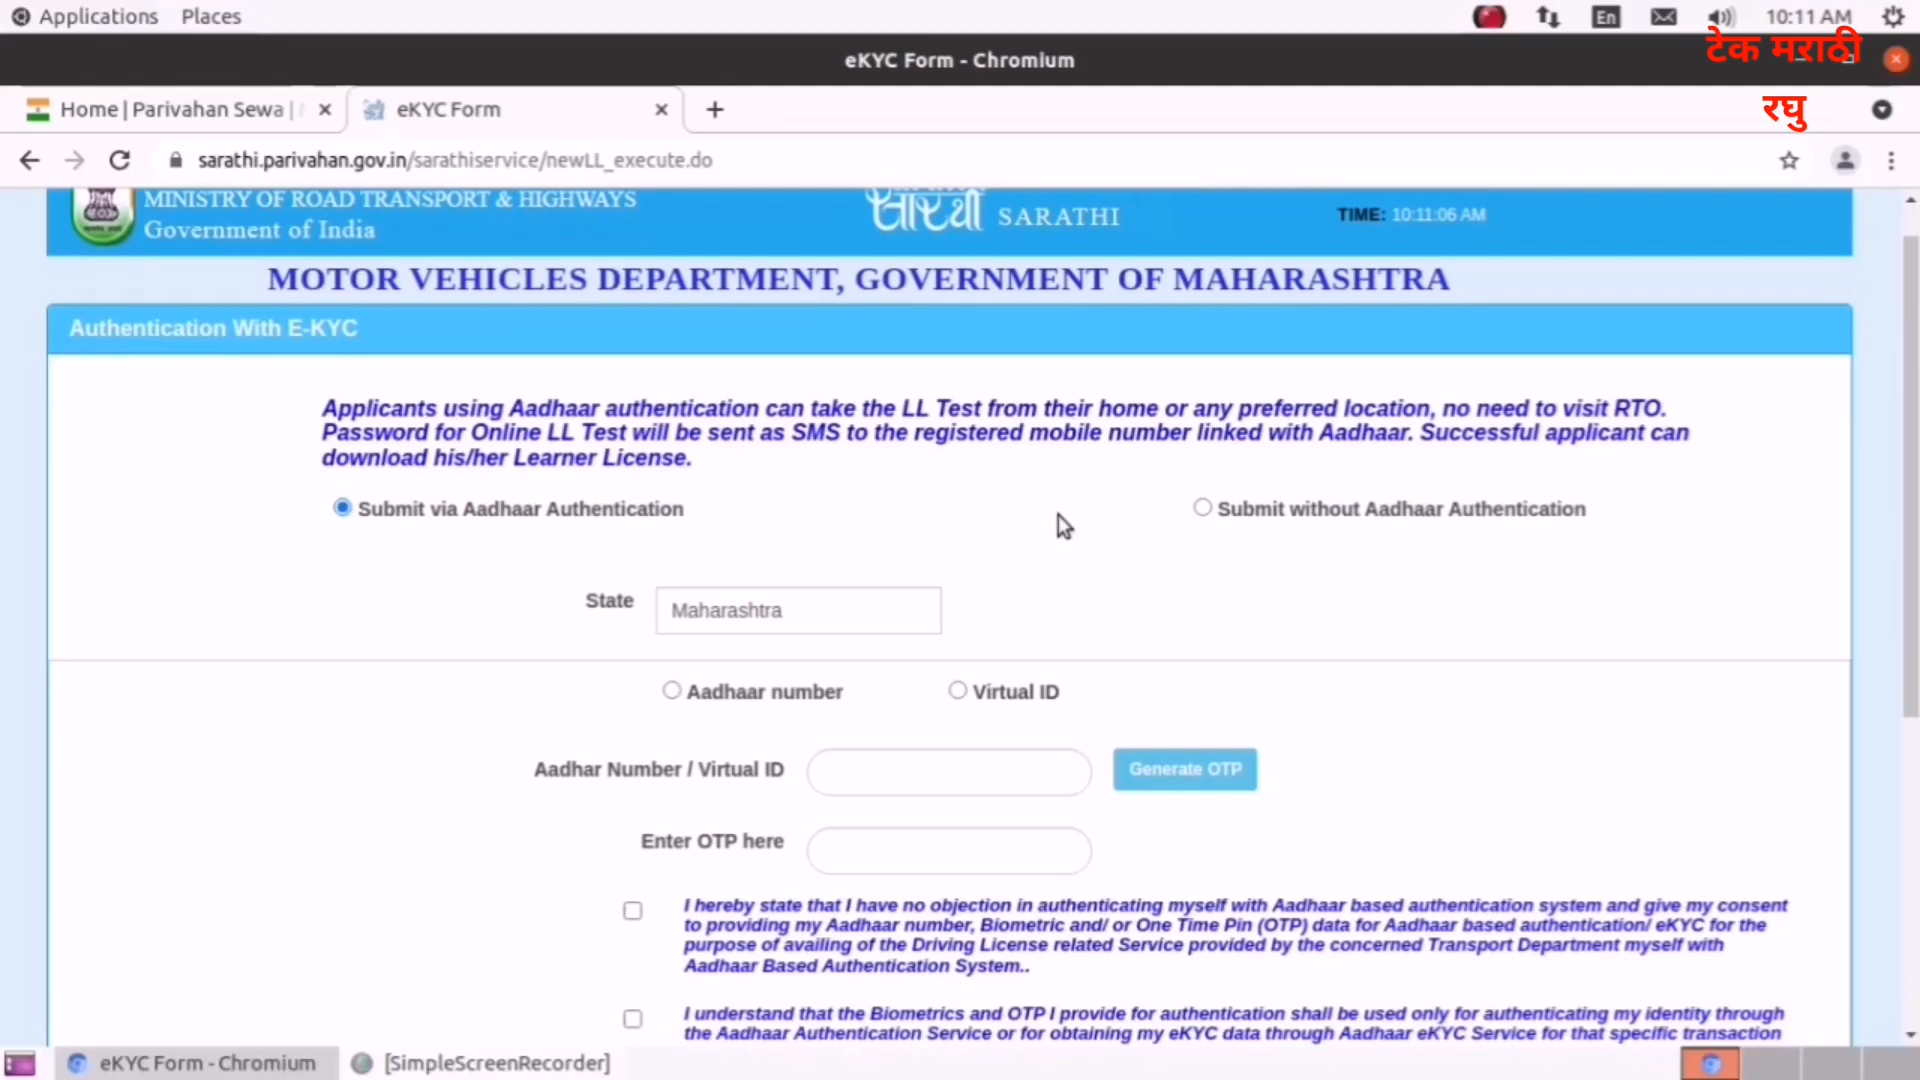 Applications Places
En 10:11 AM
टेक मराठी
eKYC Form - Chromium
Home | Parivahan Sewa |
eKYC Form
रघु
sarathi.parivahan.gov.in/sarathiservice/newLL_execute.do
MINISTRY OF ROAD TRANSPORT & HIGHWAYS
Government of India
सारथी SARATHI
TIME: 10:11:06 AM
MOTOR VEHICLES DEPARTMENT, GOVERNMENT OF MAHARASHTRA
Authentication With E-KYC
Applicants using Aadhaar authentication can take the LL Test from their home or any preferred location, no need to visit RTO.
Password for Online LL Test will be sent as SMS to the registered mobile number linked with Aadhaar. Successful applicant can
download his/her Learner License.
Submit via Aadhaar Authentication
Submit without Aadhaar Authentication
State Maharashtra
Aadhaar number Virtual ID
Aadhar Number / Virtual ID Generate OTP
Enter OTP here
I hereby state that I have no objection in authenticating myself with Aadhaar based authentication system and give my consent
to providing my Aadhaar number, Biometric and/ or One Time Pin (OTP) data for Aadhaar based authentication/ eKYC for the
purpose of availing of the Driving License related Service provided by the concerned Transport Department myself with
Aadhaar Based Authentication System..
I understand that the Biometrics and OTP I provide for authentication shall be used only for authenticating my identity through
the Aadhaar Authentication Service or for obtaining my eKYC data through Aadhaar eKYC Service for that specific transaction
eKYC Form - Chromium
[SimpleScreenRecorder]